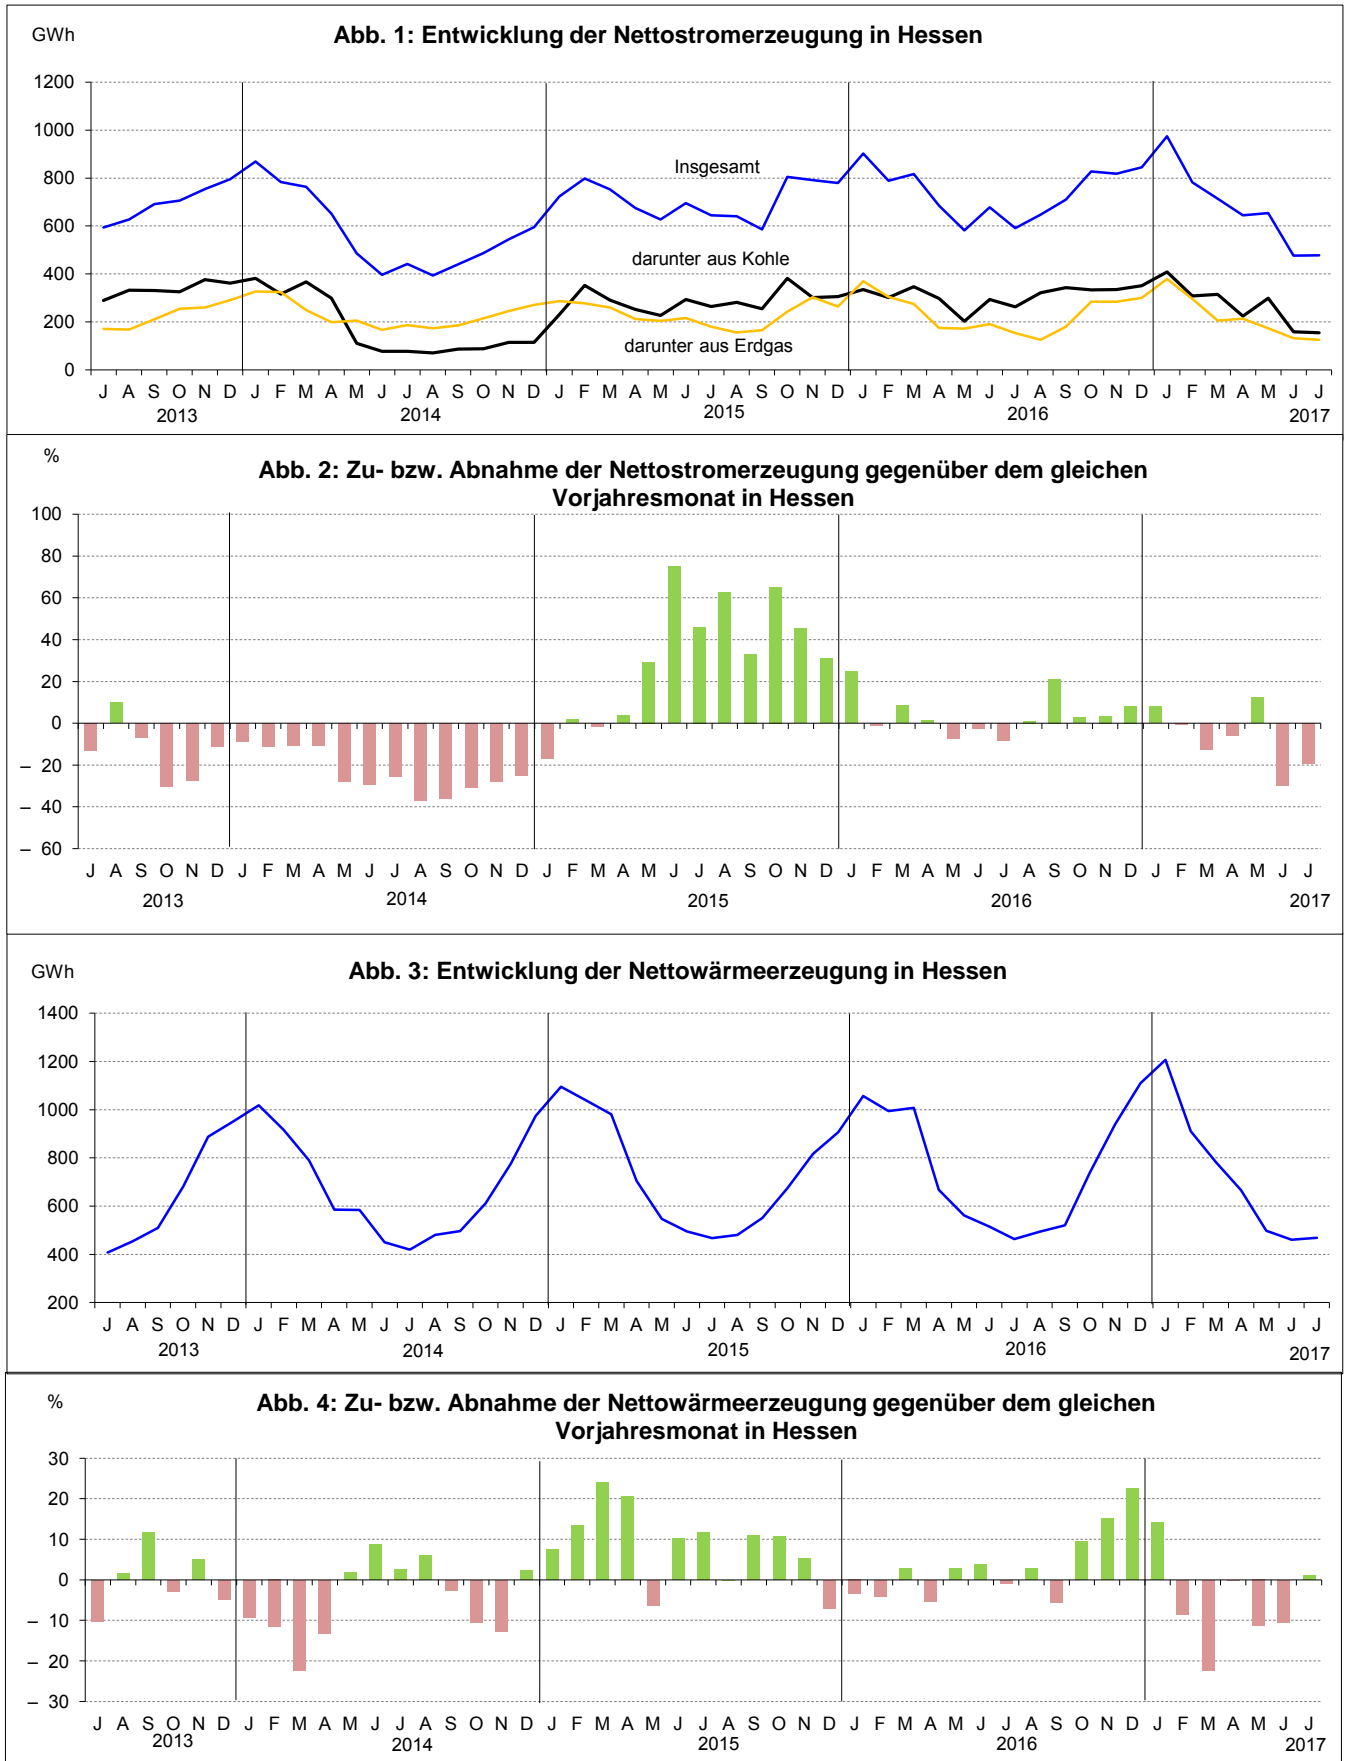 GWh
Abb. 1: Entwicklung der Nettostromerzeugung in Hessen
1200
1000
800
600
400
200
0
Insgesamt
darunter aus Kohle
darunter aus Erdgas
J A S O N D J F M A M J J A S O N D J F M A M J J A S O N D J F M A M J J A S O N D J F M A M J J
2013 2014 2015 2016 2017
%
Abb. 2: Zu- bzw. Abnahme der Nettostromerzeugung gegenüber dem gleichen
Vorjahresmonat in Hessen
100
80
60
40
20
0
– 20
– 40
– 60
J A S O N D J F M A M J J A S O N D J F M A M J J A S O N D J F M A M J J A S O N D J F M A M J J
2013 2014 2015 2016 2017
GWh
Abb. 3: Entwicklung der Nettowärmeerzeugung in Hessen
1400
1200
1000
800
600
400
200
J A S O N D J F M A M J J A S O N D J F M A M J J A S O N D J F M A M J J A S O N D J F M A M J J
2013 2014 2015 2016 2017
%
Abb. 4: Zu- bzw. Abnahme der Nettowärmeerzeugung gegenüber dem gleichen
Vorjahresmonat in Hessen
30
20
10
0
– 10
– 20
– 30
J A S O N D J F M A M J J A S O N D J F M A M J J A S O N D J F M A M J J A S O N D J F M A M J J
2013 2014 2015 2016 2017